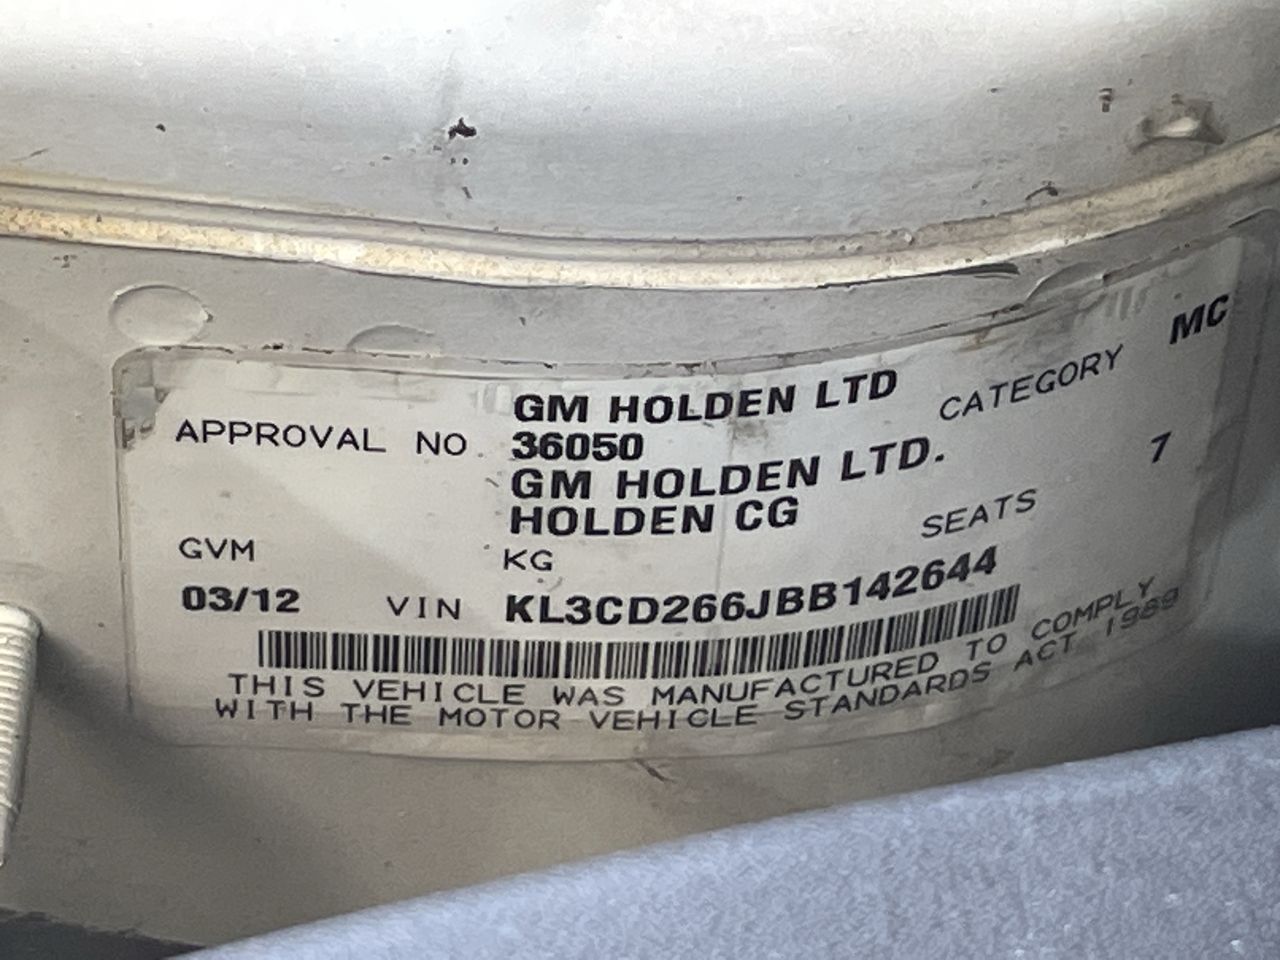 GM HOLDEN LTD CATEGORY MC
APPROVAL NO. 36050
GM HOLDEN LTD. 7
HOLDEN CG SEATS
GVM KG
03/12 VIN KL3CD266JBB142644
THIS VEHICLE WAS MANUFACTURED TO COMPLY
WITH THE MOTOR VEHICLE STANDARDS ACT 1989